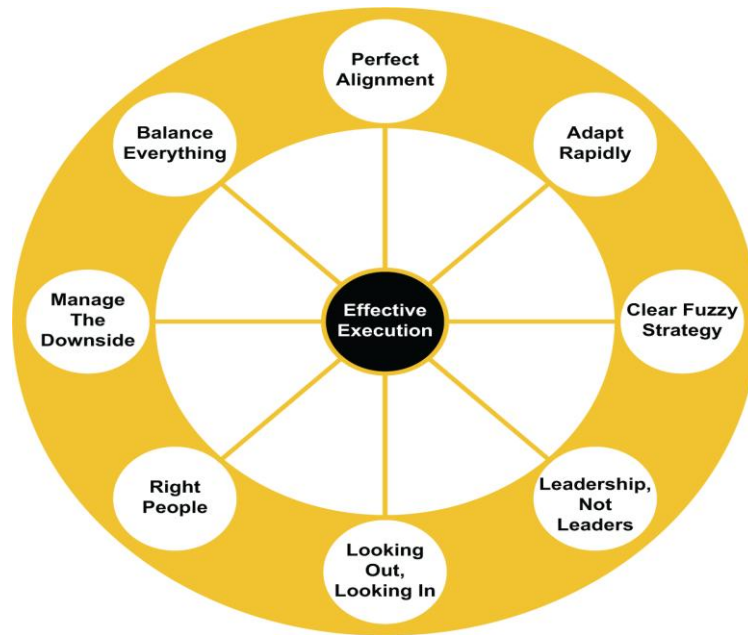 Perfect
Alignment
Balance
Everything
Adapt
Rapidly
Manage
The
Downside
Effective
Execution
Clear Fuzzy
Strategy
Right
People
Leadership,
Not
Leaders
Looking
Out,
Looking In